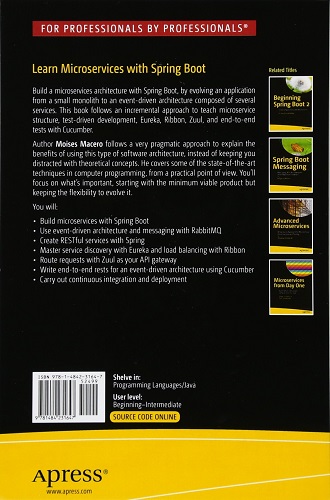 FOR PROFESSIONALS BY PROFESSIONALS®
Learn Microservices with Spring Boot
Build a microservices architecture with Spring Boot, by evolving an application
from a small monolith to an event-driven architecture composed of several
services. This book follows an incremental approach to teach microservice
structure, test-driven development, Eureka, Ribbon, Zuul, and end-to-end
tests with Cucumber.
Author Moises Macero follows a very pragmatic approach to explain the
benefits of using this type of software architecture, instead of keeping you
distracted with theoretical concepts. He covers some of the state-of-the-art
techniques in computer programming, from a practical point of view. You'll
focus on what's important, starting with the minimum viable product but
keeping the flexibility to evolve it.
You will:
• Build microservices with Spring Boot
• Use event-driven architecture and messaging with RabbitMQ
• Create RESTful services with Spring
• Master service discovery with Eureka and load balancing with Ribbon
• Route requests with Zuul as your API gateway
• Write end-to-end rests for an event-driven architecture using Cucumber
• Carry out continuous integration and deployment
Related Titles
Beginning
Spring Boot 2
Spring Boot
Messaging
Advanced
Microservices
Microservices
from Day One
ISBN 978-1-4842-3164-7
52499
9 781484 231647
Shelve in:
Programming Languages/Java
User level:
Beginning–Intermediate
SOURCE CODE ONLINE
Apress®
www.apress.com